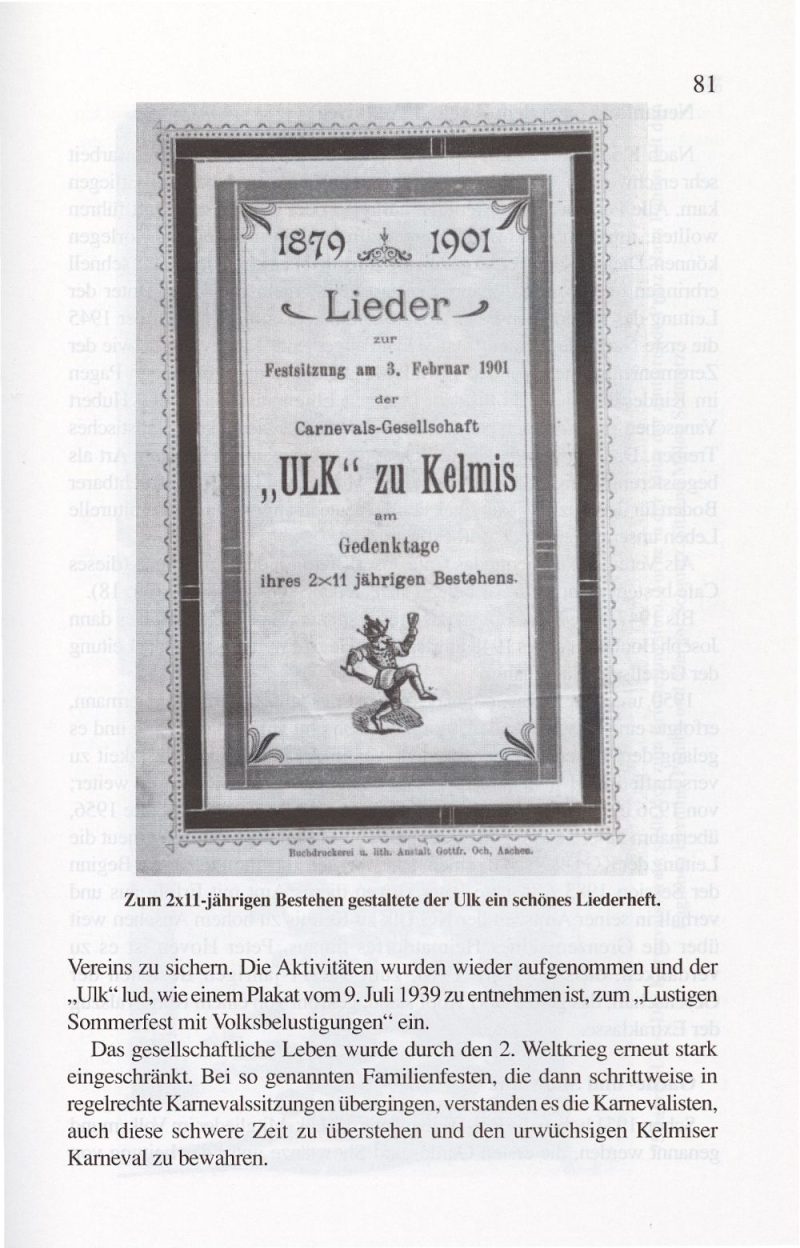 81
1879 1901
Lieder
zur
Festsitzung am 3. Februar 1901
der
Carnevals-Gesellschaft
„ULK“ zu Kelmis
am
Gedenktage
ihres 2×11 jährigen Bestehens.
Buchdruckerei u. lith. Anstalt Gottfr. Och, Aachen.
Zum 2x11-jährigen Bestehen gestaltete der Ulk ein schönes Liederheft.
Vereins zu sichern. Die Aktivitäten wurden wieder aufgenommen und der
„Ulk“ lud, wie einem Plakat vom 9. Juli 1939 zu entnehmen ist, zum „Lustigen
Sommerfest mit Volksbelustigungen“ ein.
Das gesellschaftliche Leben wurde durch den 2. Weltkrieg erneut stark
eingeschränkt. Bei so genannten Familienfesten, die dann schrittweise in
regelrechte Karnevalssitzungen übergingen, verstanden es die Karnevalisten,
auch diese schwere Zeit zu überstehen und den urwüchsigen Kelmiser
Karneval zu bewahren.